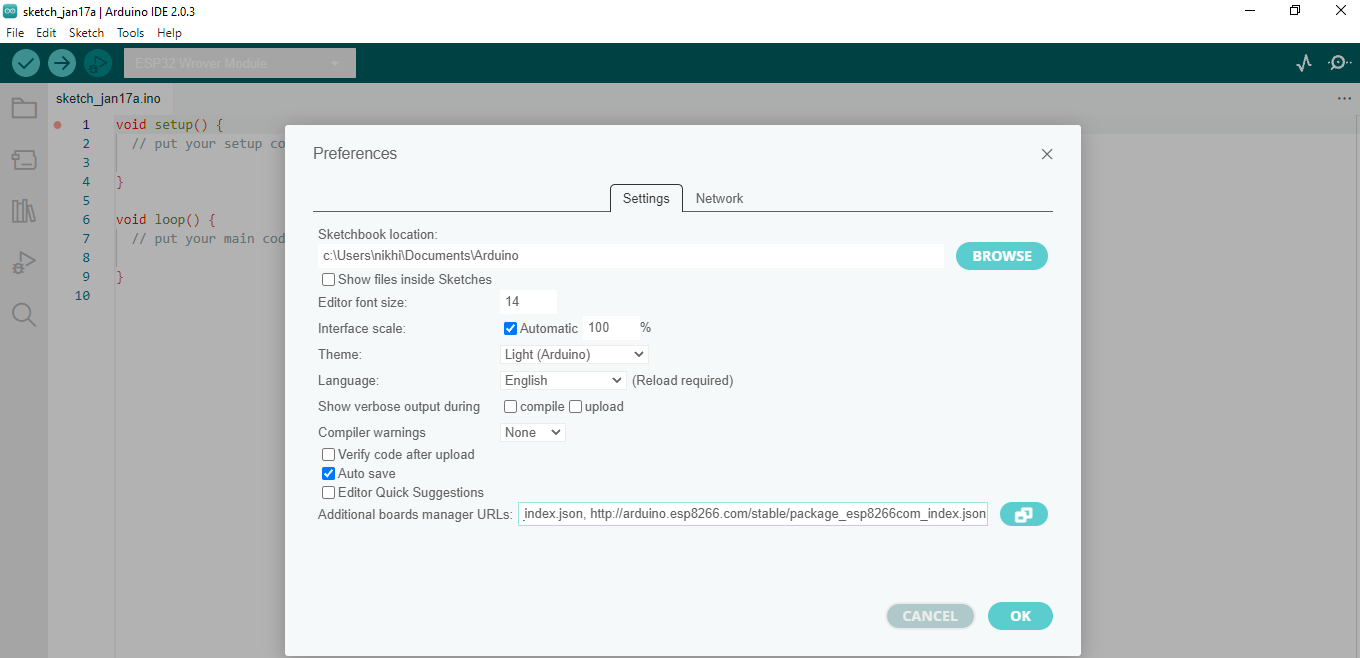 sketch_jan17a | Arduino IDE 2.0.3
File Edit Sketch Tools Help
ESP32 Wrover Module
sketch_jan17a.ino
1 void setup() {
2 // put your setup co
3
4 }
5
6 void loop() {
7 // put your main cod
8
9 }
10
Preferences
Settings Network
Sketchbook location:
c:\Users\nikhi\Documents\Arduino BROWSE
Show files inside Sketches
Editor font size: 14
Interface scale: Automatic 100 %
Theme: Light (Arduino)
Language: English (Reload required)
Show verbose output during compile upload
Compiler warnings None
Verify code after upload
Auto save
Editor Quick Suggestions
Additional boards manager URLs: _index.json, http://arduino.esp8266.com/stable/package_esp8266com_index.json
CANCEL OK